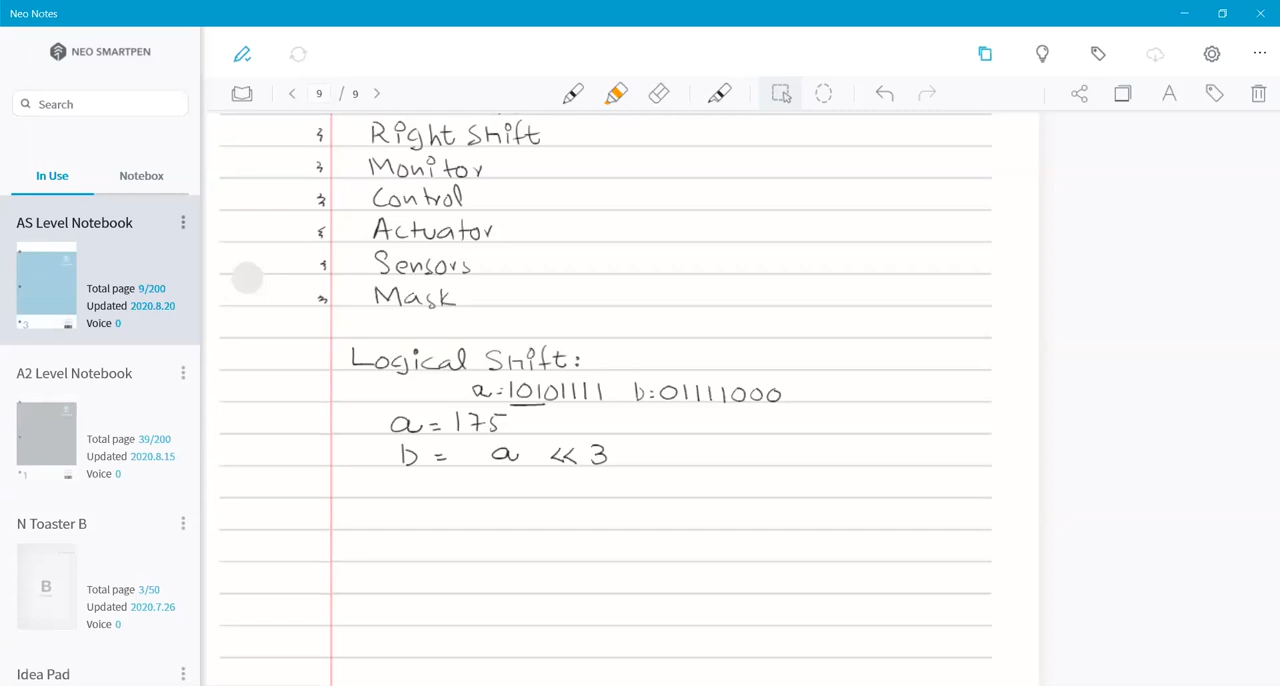 Neo Notes
NEO SMARTPEN
Search
9 / 9
In Use Notebox
AS Level Notebook
Total page 9/200
Updated 2020.8.20
Voice 0
A2 Level Notebook
Total page 39/200
Updated 2020.8.15
Voice 0
N Toaster B
B
Total page 3/50
Updated 2020.7.26
Voice 0
Idea Pad
Right Shift
Monitor
Control
Actuator
Sensors
Mask
Logical Shift:
a=10101111 b=01111000
a=175
b = a << 3